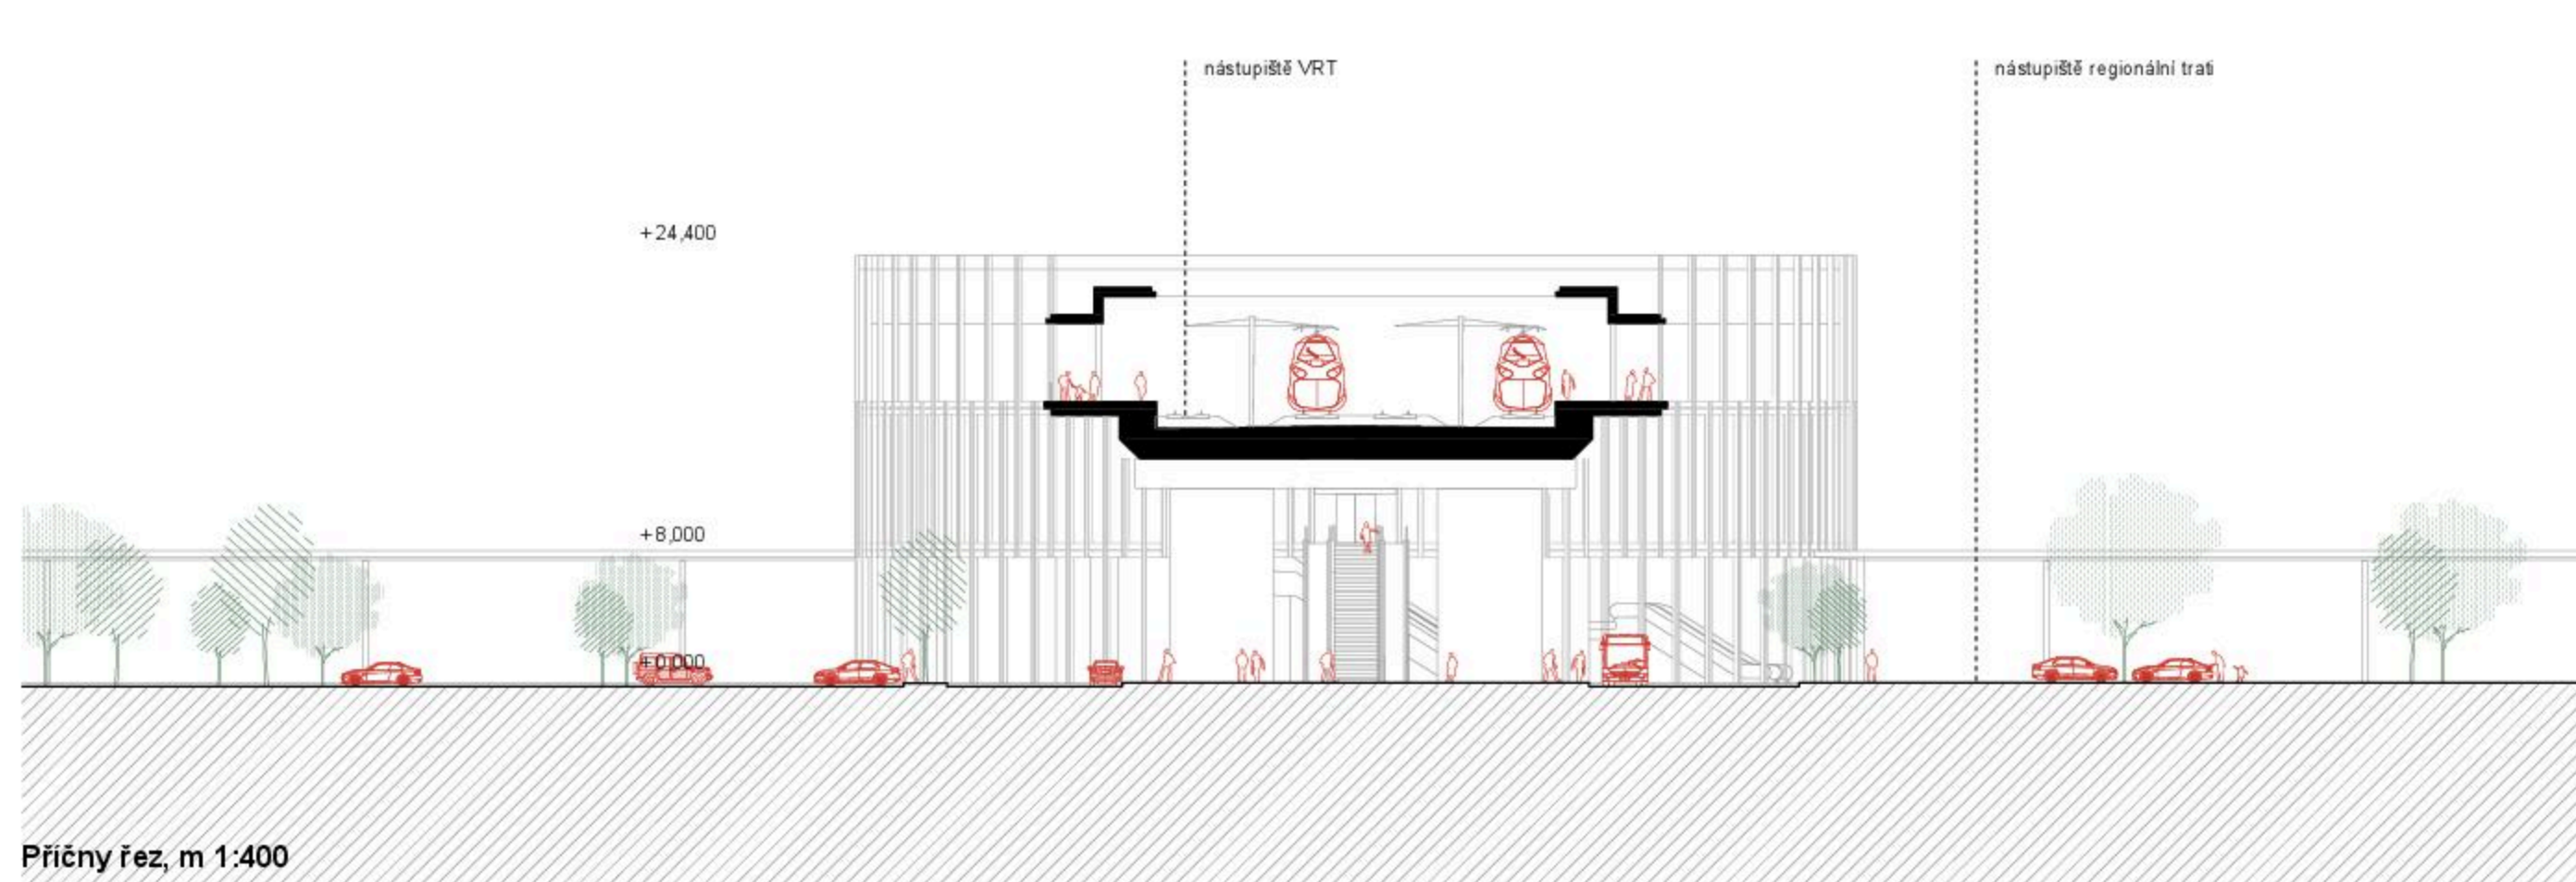 nástupiště VRT
nástupiště regionální trati
+24,400
+8,000
+0,000
Příčny řez, m 1:400